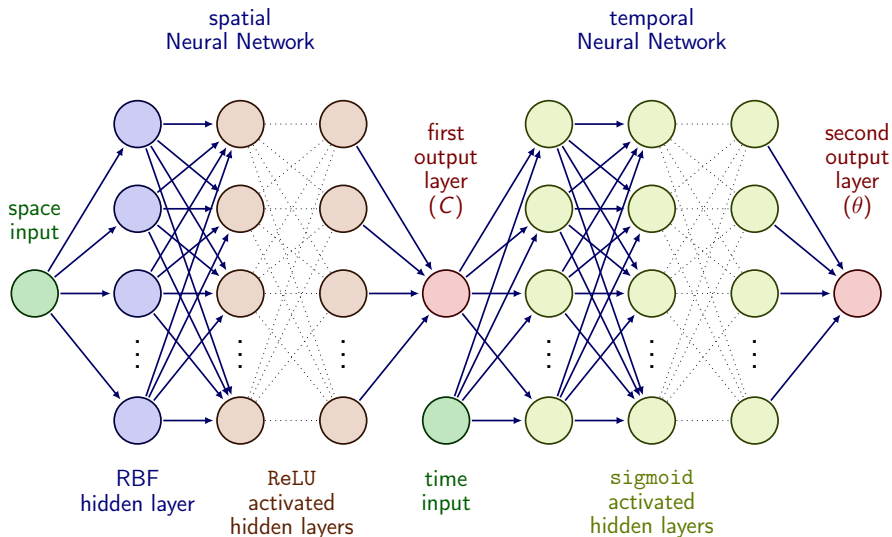 spatial
Neural Network
temporal
Neural Network
space
input
first
output
layer
(C)
second
output
layer
(θ)
RBF
hidden layer
ReLU
activated
hidden layers
time
input
sigmoid
activated
hidden layers